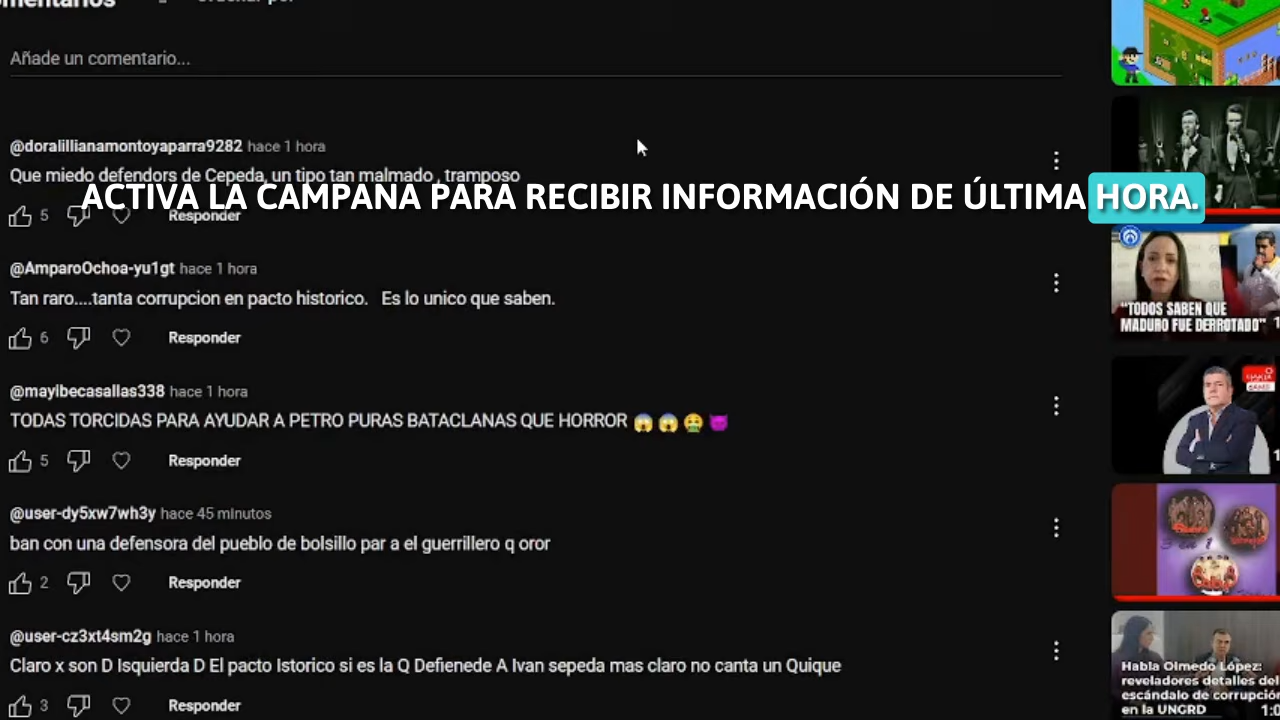 Comentarios
Ordenar por
Añade un comentario...
@doralillianamontoyaparra9282 hace 1 hora
Que miedo defendors de Cepeda, un tipo tan malmado , tramposo
ACTIVA LA CAMPANA PARA RECIBIR INFORMACIÓN DE ÚLTIMA HORA.
5
Responder
@AmparoOchoa-yu1gt hace 1 hora
Tan raro....tanta corrupcion en pacto historico. Es lo unico que saben.
6
Responder
"TODOS SABEN QUE
MADURO FUE DERROTADO"
@mayibecasallas338 hace 1 hora
TODAS TORCIDAS PARA AYUDAR A PETRO PURAS BATACLANAS QUE HORROR 😱😱🤮😈
5
Responder
@user-dy5xw7wh3y hace 45 minutos
ban con una defensora del pueblo de bolsillo par a el guerrillero q oror
2
Responder
@user-cz3xt4sm2g hace 1 hora
Claro x son D Isquierda D El pacto Istorico si es la Q Defienede A Ivan sepeda mas claro no canta un Quique
3
Responder
Habla Olmedo López:
reveladores detalles del
escándalo de corrupción
en la UNGRD